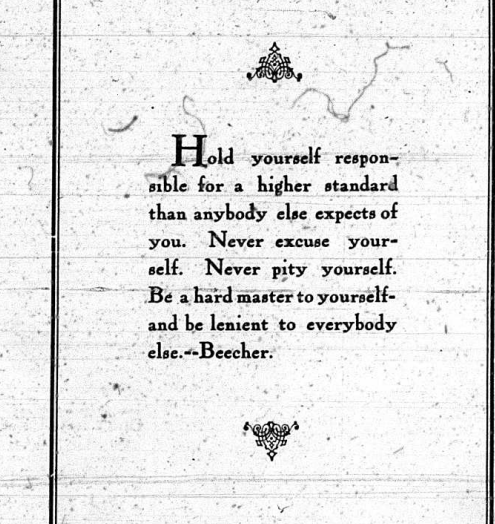 Hold yourself respon-
sible for a higher standard
than anybody else expects of
you. Never excuse your-
self. Never pity yourself.
Be a hard master to yourself-
and be lenient to everybody
else.--Beecher.